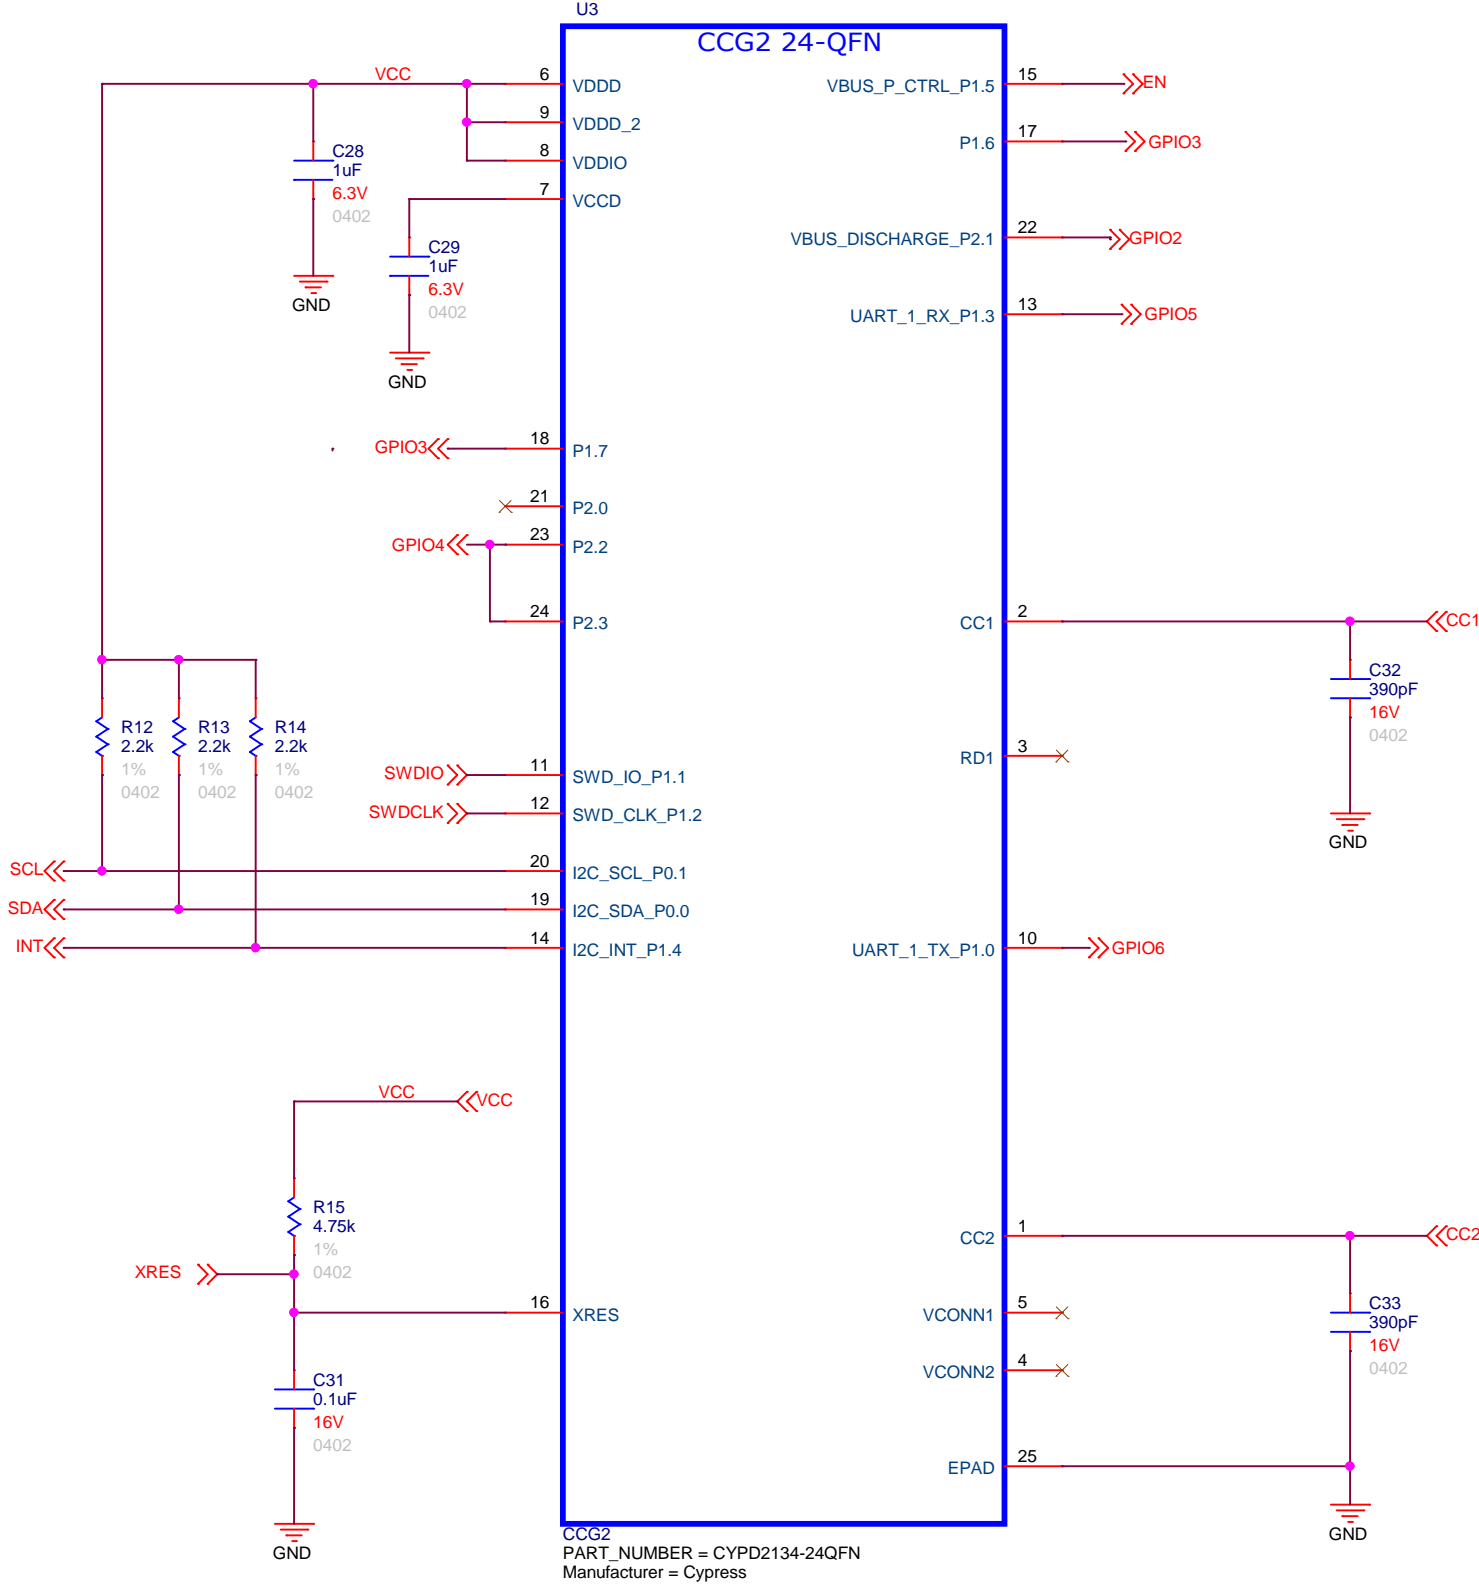 U3
CCG2 24-QFN
VCC
6
VDDD
9
VDDD_2
8
VDDIO
7
VCCD
C28
1uF
6.3V
0402
GND
C29
1uF
6.3V
0402
GND
GPIO3
18
P1.7
21
P2.0
GPIO4
23
P2.2
24
P2.3
R12
2.2k
1%
0402
R13
2.2k
1%
0402
R14
2.2k
1%
0402
SWDIO
11
SWD_IO_P1.1
SWDCLK
12
SWD_CLK_P1.2
SCL
20
I2C_SCL_P0.1
SDA
19
I2C_SDA_P0.0
INT
14
I2C_INT_P1.4
VCC
VCC
R15
4.75k
1%
0402
XRES
16
XRES
C31
0.1uF
16V
0402
GND
VBUS_P_CTRL_P1.5
15
EN
P1.6
17
GPIO3
VBUS_DISCHARGE_P2.1
22
GPIO2
UART_1_RX_P1.3
13
GPIO5
CC1
2
CC1
C32
390pF
16V
0402
GND
RD1
3
UART_1_TX_P1.0
10
GPIO6
CC2
1
CC2
VCONN1
5
VCONN2
4
C33
390pF
16V
0402
EPAD
25
GND
CCG2
PART_NUMBER = CYPD2134-24QFN
Manufacturer = Cypress